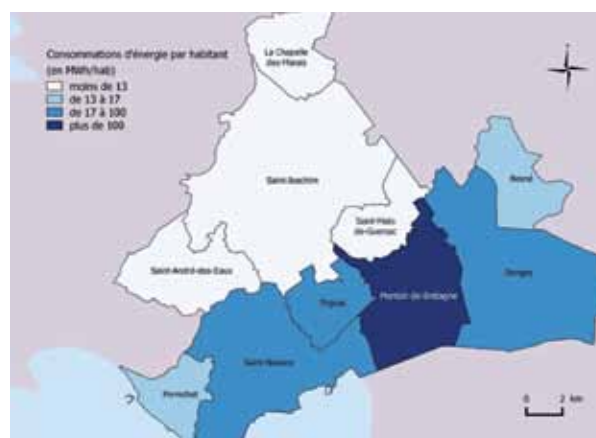 Consommations d'énergie par habitant
(en MWh/hab)
moins de 13
de 13 à 17
de 17 à 100
plus de 100
La Chapelle
des Marais
Saint-Joachim
Besné
Saint-Malo
de-Guersac
Saint-André-des-Eaux
Trignac
Montoir de Bretagne
Donges
Saint-Nazaire
Pornichet
0 2 km